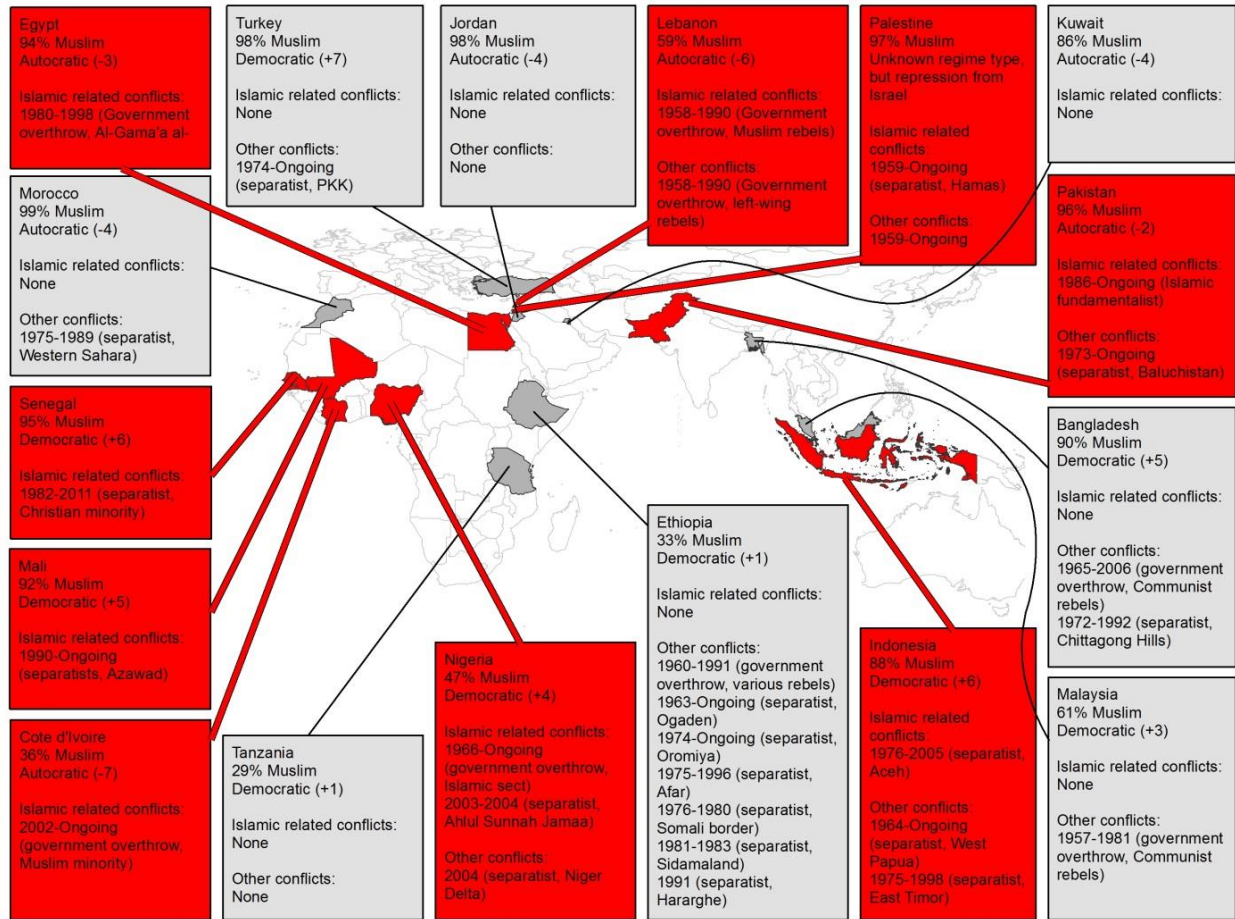 Egypt
94% Muslim
Autocratic (-3)
Islamic related conflicts:
1980-1998 (Government
overthrow, Al-Gama'a al-
Turkey
98% Muslim
Democratic (+7)
Islamic related conflicts:
None
Other conflicts:
1974-Ongoing
(separatist, PKK)
Jordan
98% Muslim
Autocratic (-4)
Islamic related conflicts:
None
Other conflicts:
None
Lebanon
59% Muslim
Autocratic (-6)
Islamic related conflicts:
1958-1990 (Government
overthrow, Muslim rebels)
Other conflicts:
1958-1990 (Government
overthrow, left-wing
rebels)
Palestine
97% Muslim
Unknown regime type,
but repression from
Israel
Islamic related
conflicts:
1959-Ongoing
(separatist, Hamas)
Other conflicts:
1959-Ongoing
Kuwait
86% Muslim
Autocratic (-4)
Islamic related conflicts:
None
Morocco
99% Muslim
Autocratic (-4)
Islamic related conflicts:
None
Other conflicts:
1975-1989 (separatist,
Western Sahara)
Pakistan
96% Muslim
Autocratic (-2)
Islamic related conflicts:
1986-Ongoing (Islamic
fundamentalist)
Other conflicts:
1973-Ongoing
(separatist, Baluchistan)
Senegal
95% Muslim
Democratic (+6)
Islamic related conflicts:
1982-2011 (separatist,
Christian minority)
Mali
92% Muslim
Democratic (+5)
Islamic related conflicts:
1990-Ongoing
(separatists, Azawad)
Cote d'Ivoire
36% Muslim
Autocratic (-7)
Islamic related conflicts:
2002-Ongoing
(government overthrow,
Muslim minority)
Tanzania
29% Muslim
Democratic (+1)
Islamic related conflicts:
None
Other conflicts:
None
Nigeria
47% Muslim
Democratic (+4)
Islamic related conflicts:
1966-Ongoing
(government overthrow,
Islamic sect)
2003-2004 (separatist,
Ahlul Sunnah Jamaa)
Other conflicts:
2004 (separatist, Niger
Delta)
Ethiopia
33% Muslim
Democratic (+1)
Islamic related conflicts:
None
Other conflicts:
1960-1991 (government
overthrow, various rebels)
1963-Ongoing (separatist,
Ogaden)
1974-Ongoing (separatist,
Oromiya)
1975-1996 (separatist,
Afar)
1976-1980 (separatist,
Somali border)
1981-1983 (separatist,
Sidamaland)
1991 (separatist,
Hararghe)
Indonesia
88% Muslim
Democratic (+6)
Islamic related
conflicts:
1976-2005 (separatist,
Aceh)
Other conflicts:
1964-Ongoing
(separatist, West
Papua)
1975-1998 (separatist,
East Timor)
Bangladesh
90% Muslim
Democratic (+5)
Islamic related conflicts:
None
Other conflicts:
1965-2006 (government
overthrow, Communist
rebels)
1972-1992 (separatist,
Chittagong Hills)
Malaysia
61% Muslim
Democratic (+3)
Islamic related conflicts:
None
Other conflicts:
1957-1981 (government
overthrow, Communist
rebels)